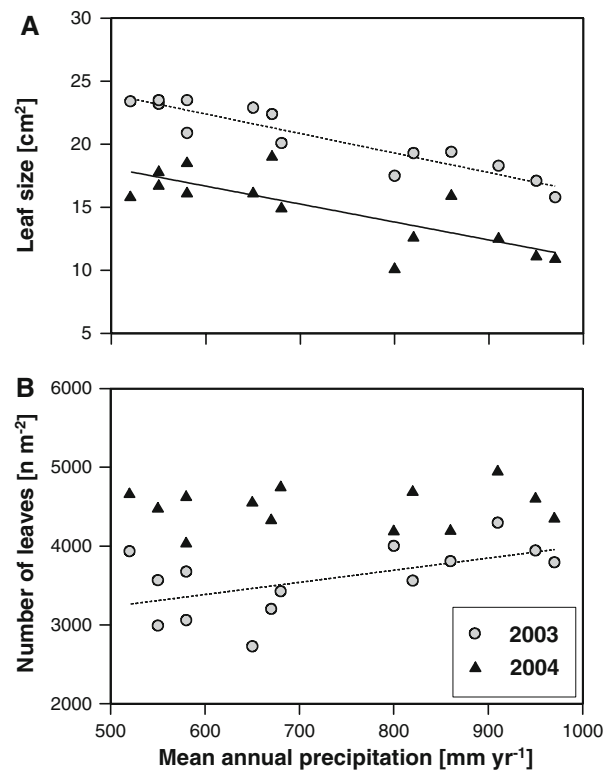 A
30
25
20
15
10
5
Leaf size [cm²]
B
6000
5000
4000
3000
2000
Number of leaves [n m⁻²]
2003
2004
500 600 700 800 900 1000
Mean annual precipitation [mm yr⁻¹]